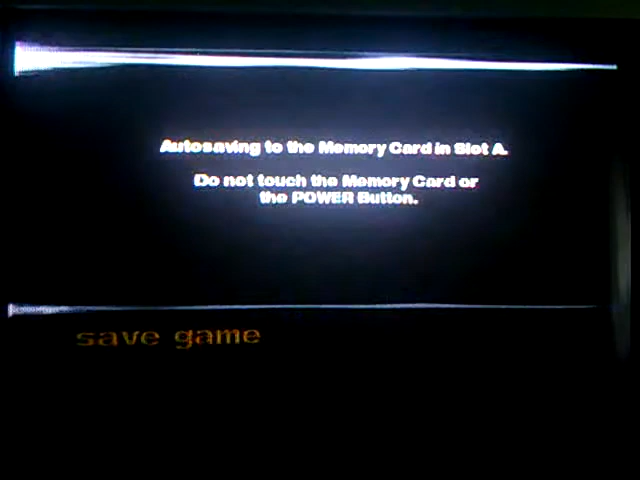 Autosaving to the Memory Card in Slot A.
Do not touch the Memory Card or
the POWER Button.
save game